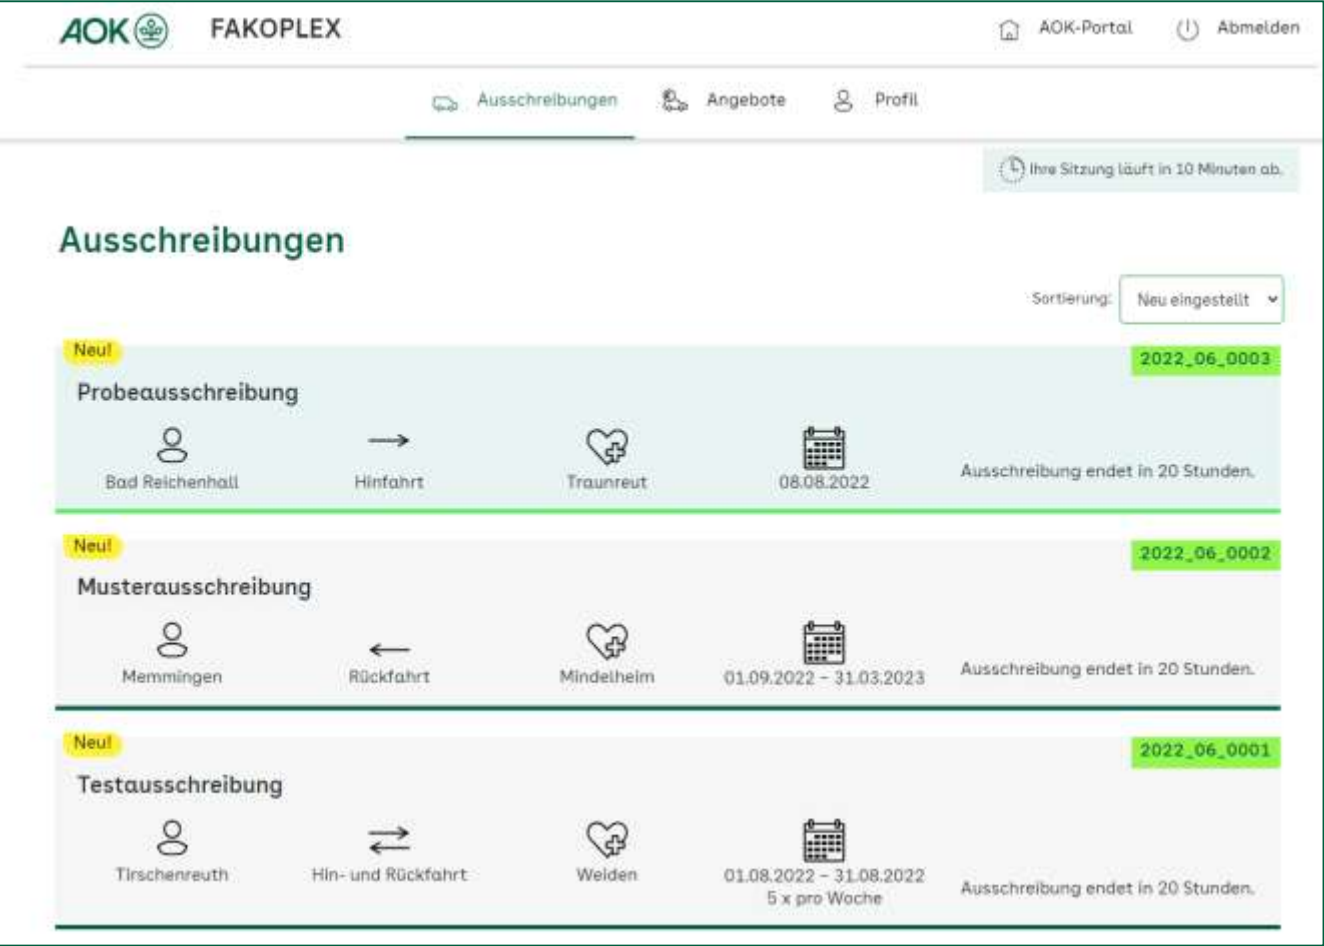 AOK FAKOPLEX AOK-Portal Abmelden
Ausschreibungen Angebote Profil
Ihre Sitzung läuft in 10 Minuten ab.
Ausschreibungen
Sortierung: Neu eingestellt
Neu! 2022_06_0003
Probeausschreibung
Bad Reichenhall Hinfahrt Traunreut 08.08.2022 Ausschreibung endet in 20 Stunden.
Neu! 2022_06_0002
Musterausschreibung
Memmingen Rückfahrt Mindelheim 01.09.2022 - 31.03.2023 Ausschreibung endet in 20 Stunden.
Neu! 2022_06_0001
Testausschreibung
Tirschenreuth Hin- und Rückfahrt Weiden 01.08.2022 - 31.08.2022
5 x pro Woche Ausschreibung endet in 20 Stunden.